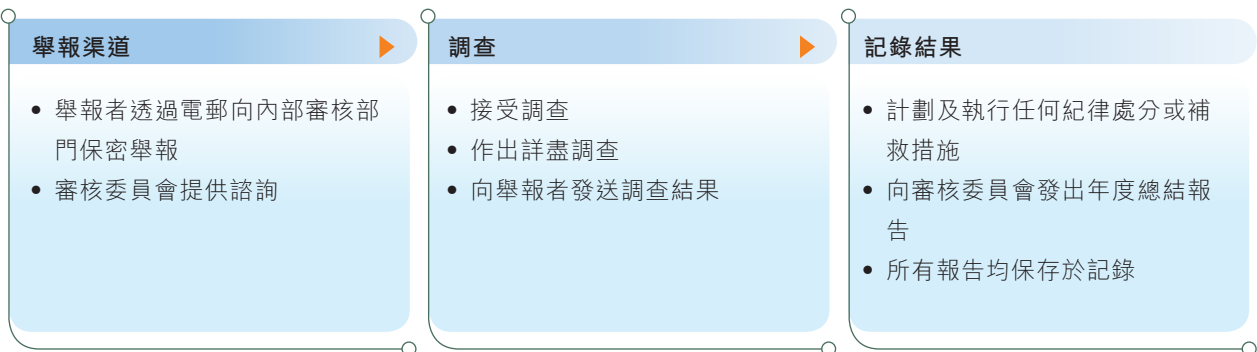 舉報渠道
• 舉報者透過電郵向內部審核部
門保密舉報
• 審核委員會提供諮詢
調查
• 接受調查
• 作出詳盡調查
• 向舉報者發送調查結果
記錄結果
• 計劃及執行任何紀律處分或補
救措施
• 向審核委員會發出年度總結報
告
• 所有報告均保存於記錄